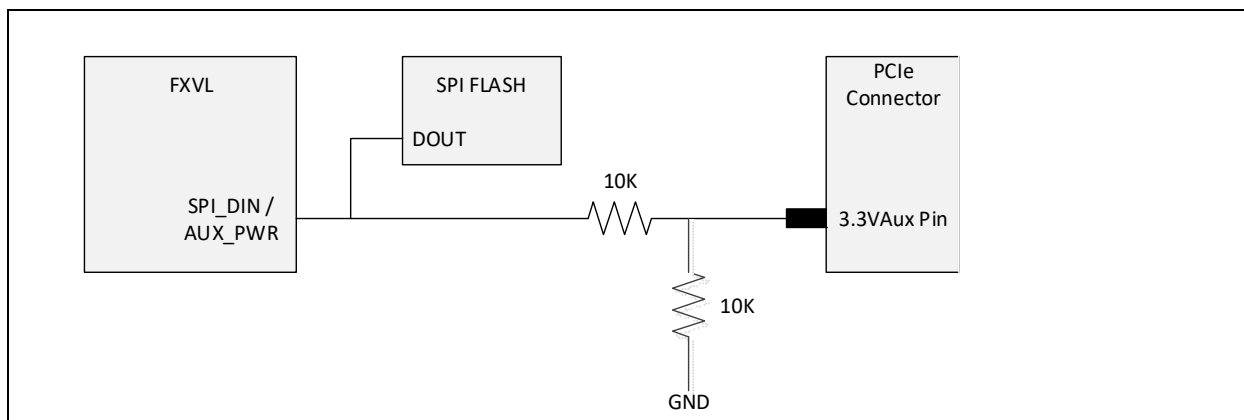 FXVL
SPI FLASH
PCIe
Connector
DOUT
10K
SPI_DIN /
AUX_PWR
3.3VAux Pin
10K
GND